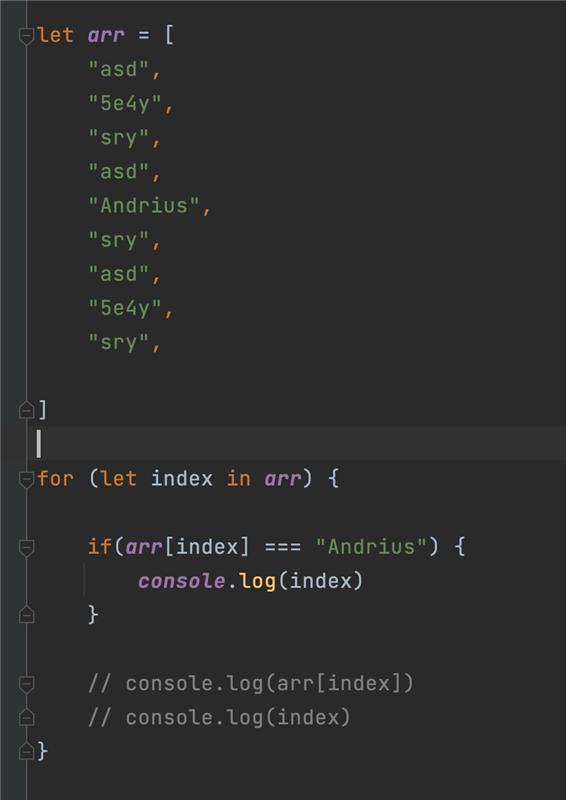 let arr = [
    "asd",
    "5e4y",
    "sry",
    "asd",
    "Andrius",
    "sry",
    "asd",
    "5e4y",
    "sry",
]
for (let index in arr) {
    if(arr[index] === "Andrius") {
        console.log(index)
    }
    // console.log(arr[index])
    // console.log(index)
}